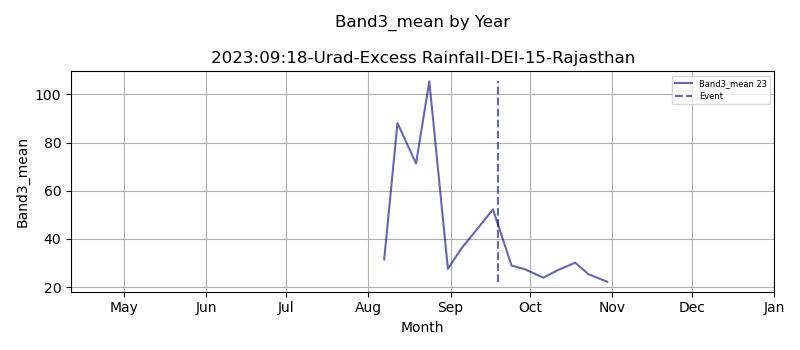 Band3_mean by Year
2023:09:18-Urad-Excess Rainfall-DEI-15-Rajasthan
Band3_mean 23
Event
100
80
60
40
20
Band3_mean
May Jun Jul Aug Sep Oct Nov Dec Jan
Month